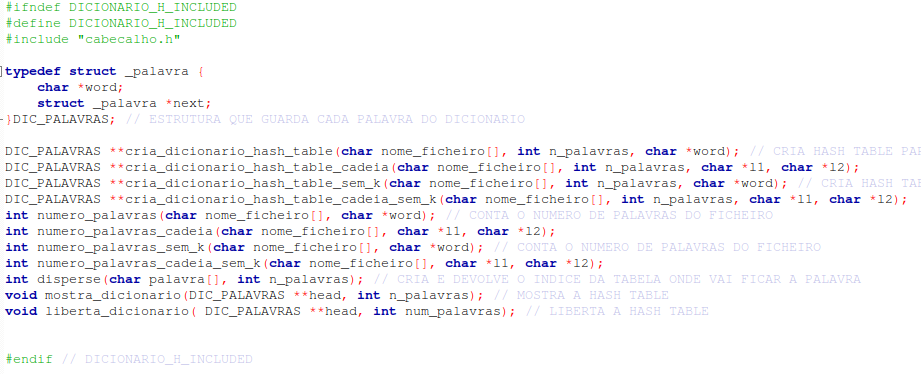 #ifndef DICIONARIO_H_INCLUDED
#define DICIONARIO_H_INCLUDED
#include "cabecalho.h"
typedef struct _palavra {
char *word;
struct _palavra *next;
}DIC_PALAVRAS; // ESTRUTURA QUE GUARDA CADA PALAVRA DO DICIONARIO
DIC_PALAVRAS **cria_dicionario_hash_table(char nome_ficheiro[], int n_palavras, char *word); // CRIA HASH TABLE PAR
DIC_PALAVRAS **cria_dicionario_hash_table_cadeia(char nome_ficheiro[], int n_palavras, char *l1, char *l2);
DIC_PALAVRAS **cria_dicionario_hash_table_sem_k(char nome_ficheiro[], int n_palavras, char *word); // CRIA HASH TAB
DIC_PALAVRAS **cria_dicionario_hash_table_cadeia_sem_k(char nome_ficheiro[], int n_palavras, char *l1, char *l2);
int numero_palavras(char nome_ficheiro[], char *word); // CONTA O NUMERO DE PALAVRAS DO FICHEIRO
int numero_palavras_cadeia(char nome_ficheiro[], char *l1, char *l2);
int numero_palavras_sem_k(char nome_ficheiro[], char *word); // CONTA O NUMERO DE PALAVRAS DO FICHEIRO
int numero_palavras_cadeia_sem_k(char nome_ficheiro[], char *l1, char *l2);
int disperse(char palavra[], int n_palavras); // CRIA E DEVOLVE O INDICE DA TABELA ONDE VAI FICAR A PALAVRA
void mostra_dicionario(DIC_PALAVRAS **head, int n_palavras); // MOSTRA A HASH TABLE
void liberta_dicionario( DIC_PALAVRAS **head, int num_palavras); // LIBERTA A HASH TABLE
#endif // DICIONARIO_H_INCLUDED